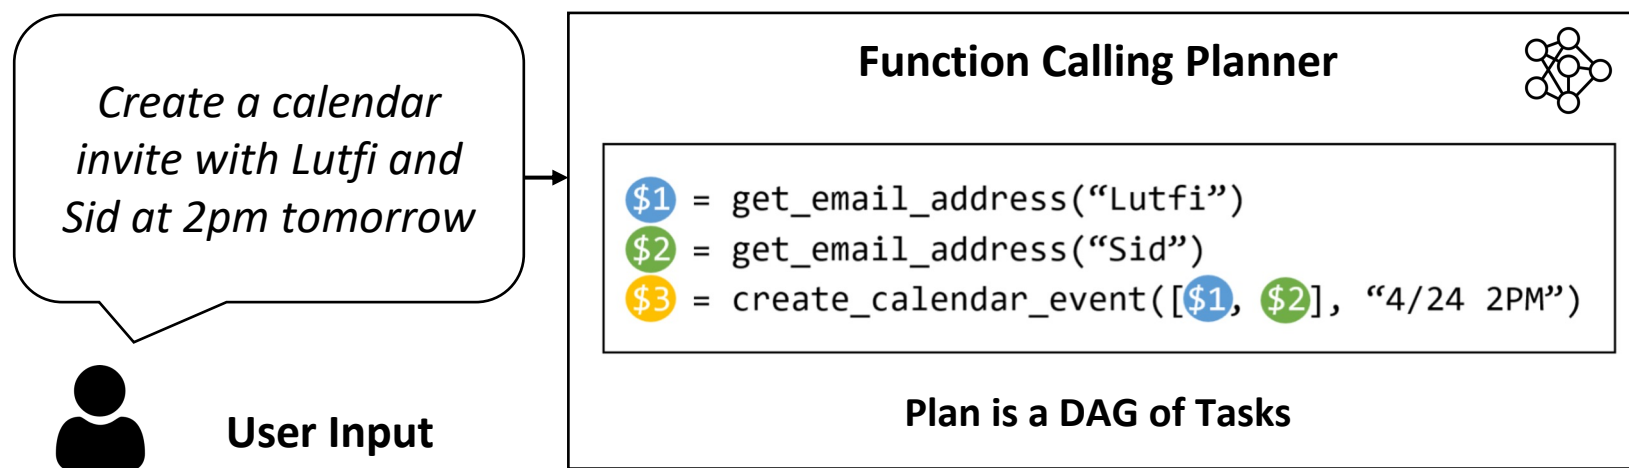 Create a calendar
invite with Lutfi and
Sid at 2pm tomorrow
User Input
Function Calling Planner
$1 = get_email_address(“Lutfi”)
$2 = get_email_address(“Sid”)
$3 = create_calendar_event([$1, $2], “4/24 2PM”)
Plan is a DAG of Tasks